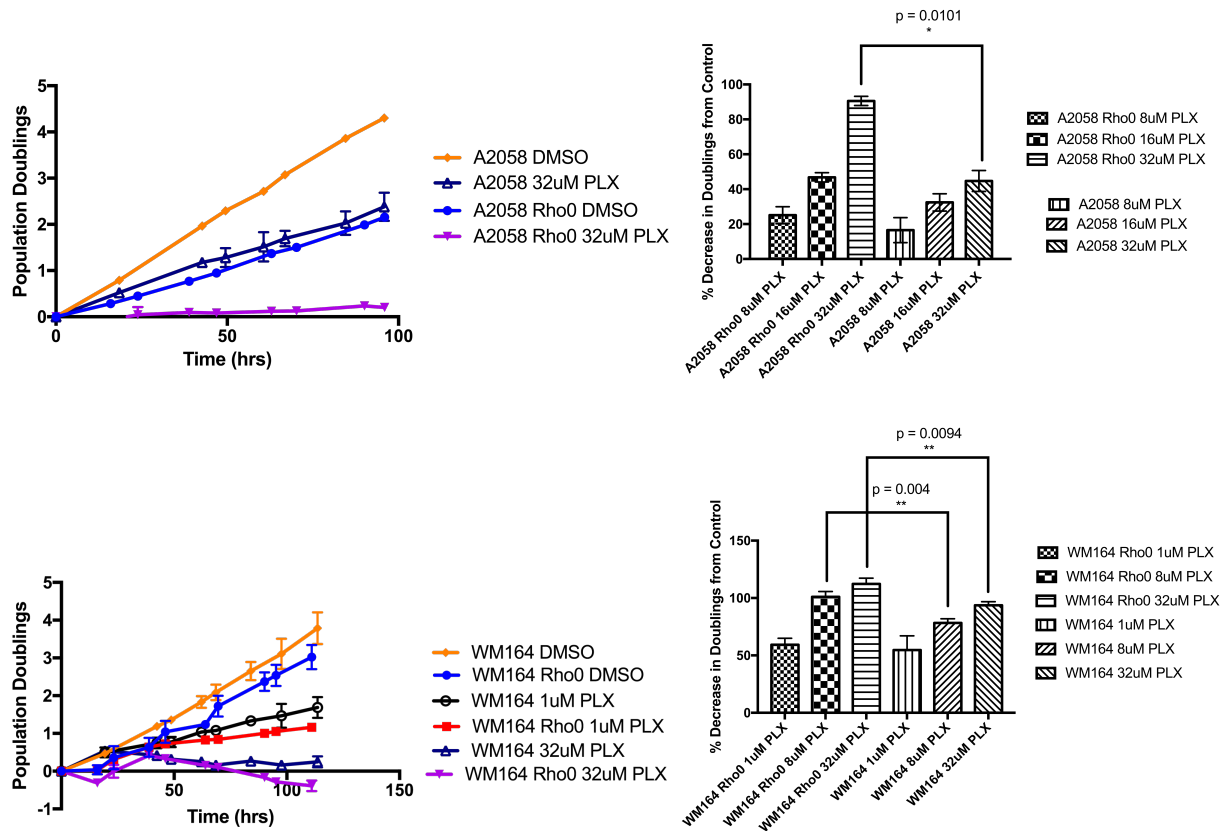 Population Doublings
5
4
3
2
1
0
0
50
100
Time (hrs)
A2058 DMSO
A2058 32uM PLX
A2058 Rho0 DMSO
A2058 Rho0 32uM PLX
p = 0.0101
*
% Decrease in Doublings from Control
100
80
60
40
20
0
A2058 Rho0 8uM PLX
A2058 Rho0 16uM PLX
A2058 Rho0 32uM PLX
A2058 8uM PLX
A2058 16uM PLX
A2058 32uM PLX
A2058 Rho0 8uM PLX
A2058 Rho0 16uM PLX
A2058 Rho0 32uM PLX
A2058 8uM PLX
A2058 16uM PLX
A2058 32uM PLX
Population Doublings
5
4
3
2
1
0
-1
50
100
150
Time (hrs)
WM164 DMSO
WM164 Rho0 DMSO
WM164 1uM PLX
WM164 Rho0 1uM PLX
WM164 32uM PLX
WM164 Rho0 32uM PLX
p = 0.0094
**
p = 0.004
**
% Decrease in Doublings from Control
150
100
50
0
WM164 Rho0 1uM PLX
WM164 Rho0 8uM PLX
WM164 Rho0 32uM PLX
WM164 1uM PLX
WM164 8uM PLX
WM164 32uM PLX
WM164 Rho0 1uM PLX
WM164 Rho0 8uM PLX
WM164 Rho0 32uM PLX
WM164 1uM PLX
WM164 8uM PLX
WM164 32uM PLX